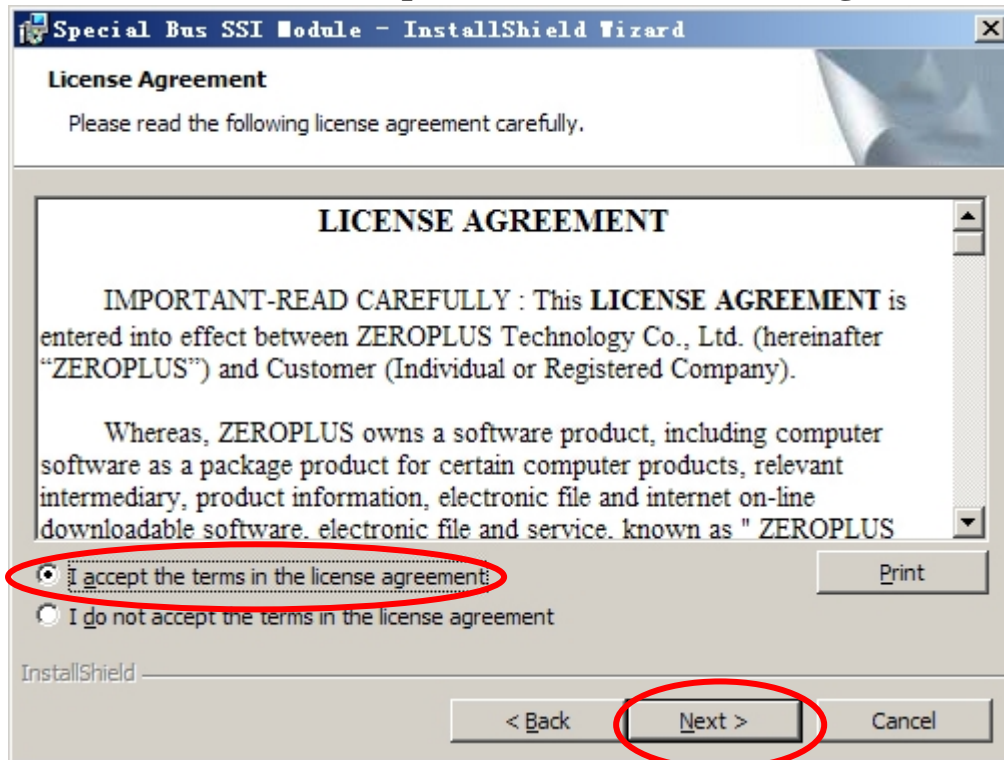 Special Bus SSI Module - InstallShield Wizard
License Agreement
Please read the following license agreement carefully.
LICENSE AGREEMENT
IMPORTANT-READ CAREFULLY : This LICENSE AGREEMENT is
entered into effect between ZEROPLUS Technology Co., Ltd. (hereinafter
“ZEROPLUS”) and Customer (Individual or Registered Company).
Whereas, ZEROPLUS owns a software product, including computer
software as a package product for certain computer products, relevant
intermediary, product information, electronic file and internet on-line
downloadable software, electronic file and service, known as " ZEROPLUS
I accept the terms in the license agreement
Print
I do not accept the terms in the license agreement
InstallShield
< Back
Next >
Cancel